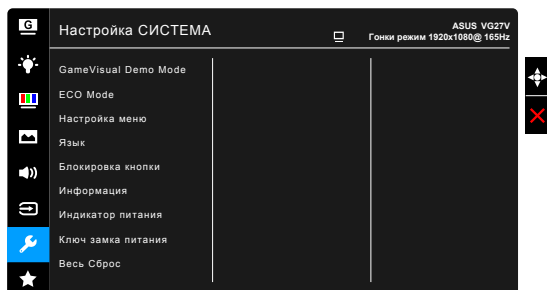 G
Настройка СИСТЕМА
ASUS VG27V
Гонки режим 1920x1080@ 165Hz
GameVisual Demo Mode
ECO Mode
Настройка меню
Язык
Блокировка кнопки
Информация
Индикатор питания
Ключ замка питания
Весь Сброс